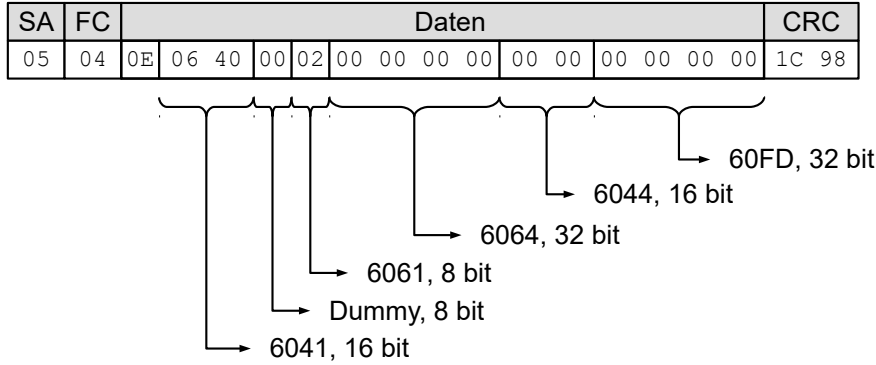 SA FC Daten CRC
05 04 0E 06 40 00 02 00 00 00 00 00 00 00 00 00 00 1C 98
60FD, 32 bit
6044, 16 bit
6064, 32 bit
6061, 8 bit
Dummy, 8 bit
6041, 16 bit